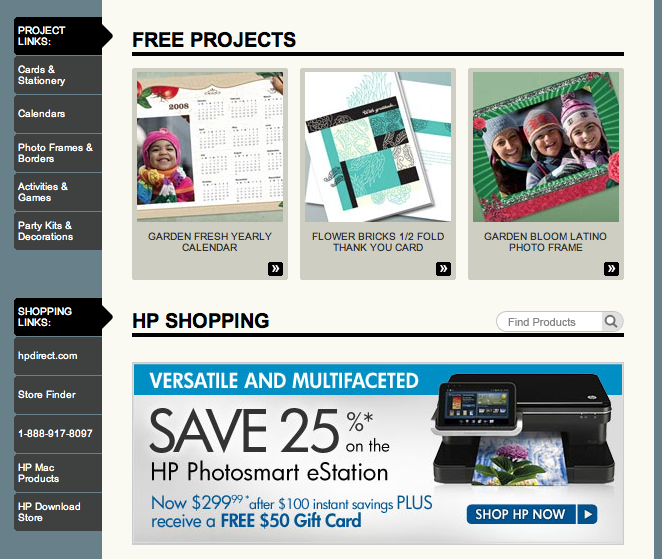 PROJECT
LINKS:
Cards &
Stationery
Calendars
Photo Frames &
Borders
Activities &
Games
Party Kits &
Decorations
FREE PROJECTS
2008
With gratitude.
GARDEN FRESH YEARLY
CALENDAR
FLOWER BRICKS 1/2 FOLD
THANK YOU CARD
GARDEN BLOOM LATINO
PHOTO FRAME
SHOPPING
LINKS:
hpdirect.com
Store Finder
1-888-917-8097
HP Mac
Products
HP Download
Store
HP SHOPPING
Find Products
VERSATILE AND MULTIFACETED
SAVE 25%*
on the
HP Photosmart eStation
Now $299⁹⁹* after $100 instant savings PLUS
receive a FREE $50 Gift Card
SHOP HP NOW